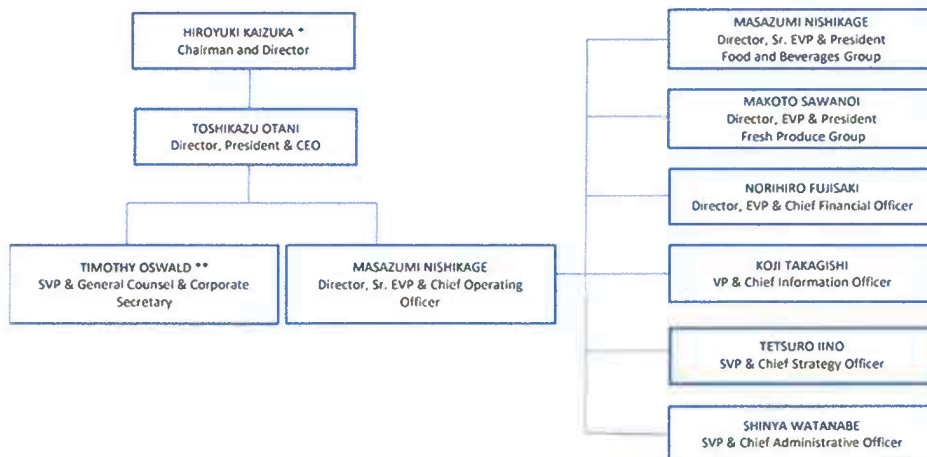 HIROYUKI KAIZUKA *
Chairman and Director
TOSHIKAZU OTANI
Director, President & CEO
TIMOTHY OSWALD **
SVP & General Counsel & Corporate
Secretary
MASAZUMI NISHIKAGE
Director, Sr. EVP & Chief Operating
Officer
MASAZUMI NISHIKAGE
Director, Sr. EVP & President
Food and Beverages Group
MAKOTO SAWANOI
Director, EVP & President
Fresh Produce Group
NORIHIRO FUJISAKI
Director, EVP & Chief Financial Officer
KOJI TAKAGISHI
VP & Chief Information Officer
TETSURO IINO
SVP & Chief Strategy Officer
SHINYA WATANABE
SVP & Chief Administrative Officer